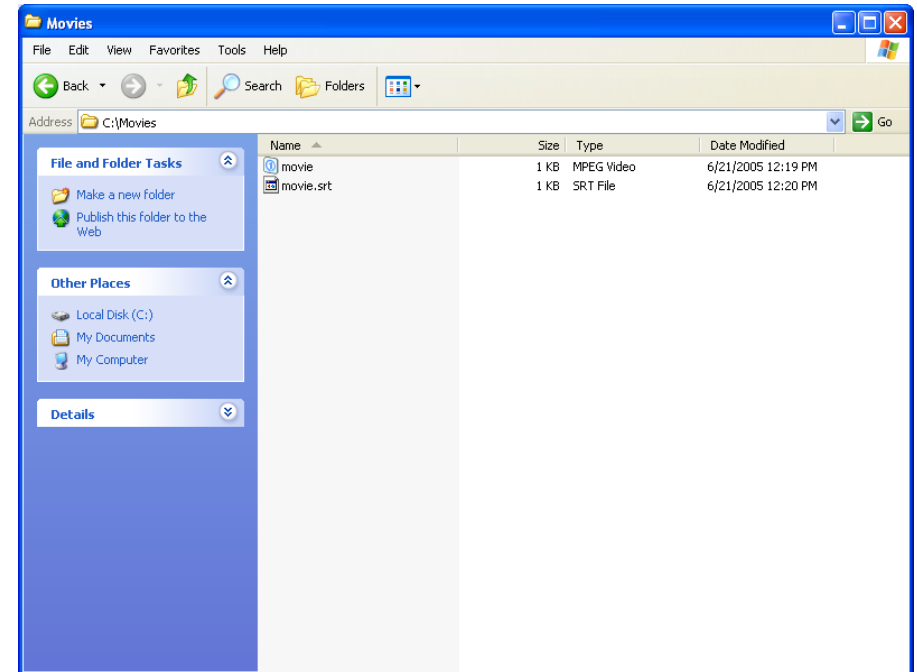 Movies
File Edit View Favorites Tools Help
Back Search Folders
Address C:\Movies Go
Name Size Type Date Modified
movie 1 KB MPEG Video 6/21/2005 12:19 PM
movie.srt 1 KB SRT File 6/21/2005 12:20 PM
File and Folder Tasks
Make a new folder
Publish this folder to the
Web
Other Places
Local Disk (C:)
My Documents
My Computer
Details